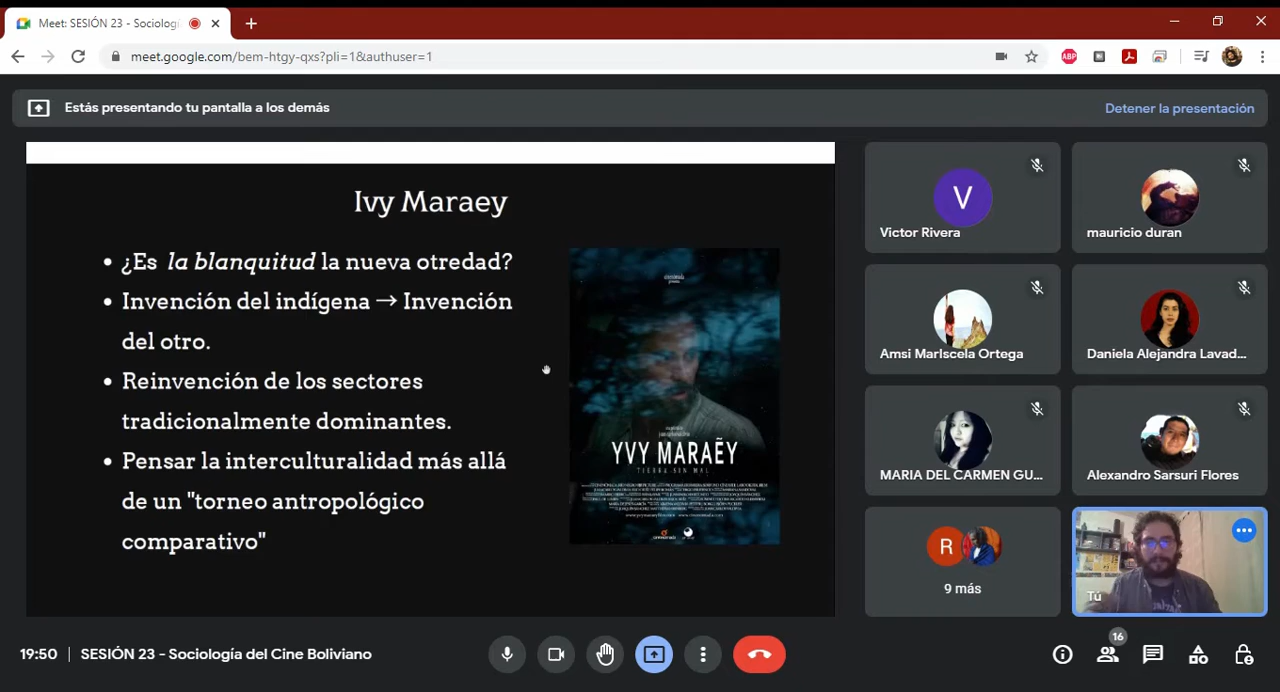 Meet: SESIÓN 23 - Sociologí
meet.google.com/bem-htgy-qxs?pli=1&authuser=1
ABP
Estás presentando tu pantalla a los demás
Detener la presentación
Ivy Maraey
• ¿Es la blanquitud la nueva otredad?
• Invención del indígena → Invención
del otro.
• Reinvención de los sectores
tradicionalmente dominantes.
• Pensar la interculturalidad más allá
de un "torneo antropológico
comparativo"
YVY MARAẼY
TIERRA SIN MAL
V
Victor Rivera
mauricio duran
Amsi MarIscela Ortega
Daniela Alejandra Lavad...
MARIA DEL CARMEN GU...
Alexandro Sarsuri Flores
R
9 más
Tú
19:50 | SESIÓN 23 - Sociología del Cine Boliviano
16